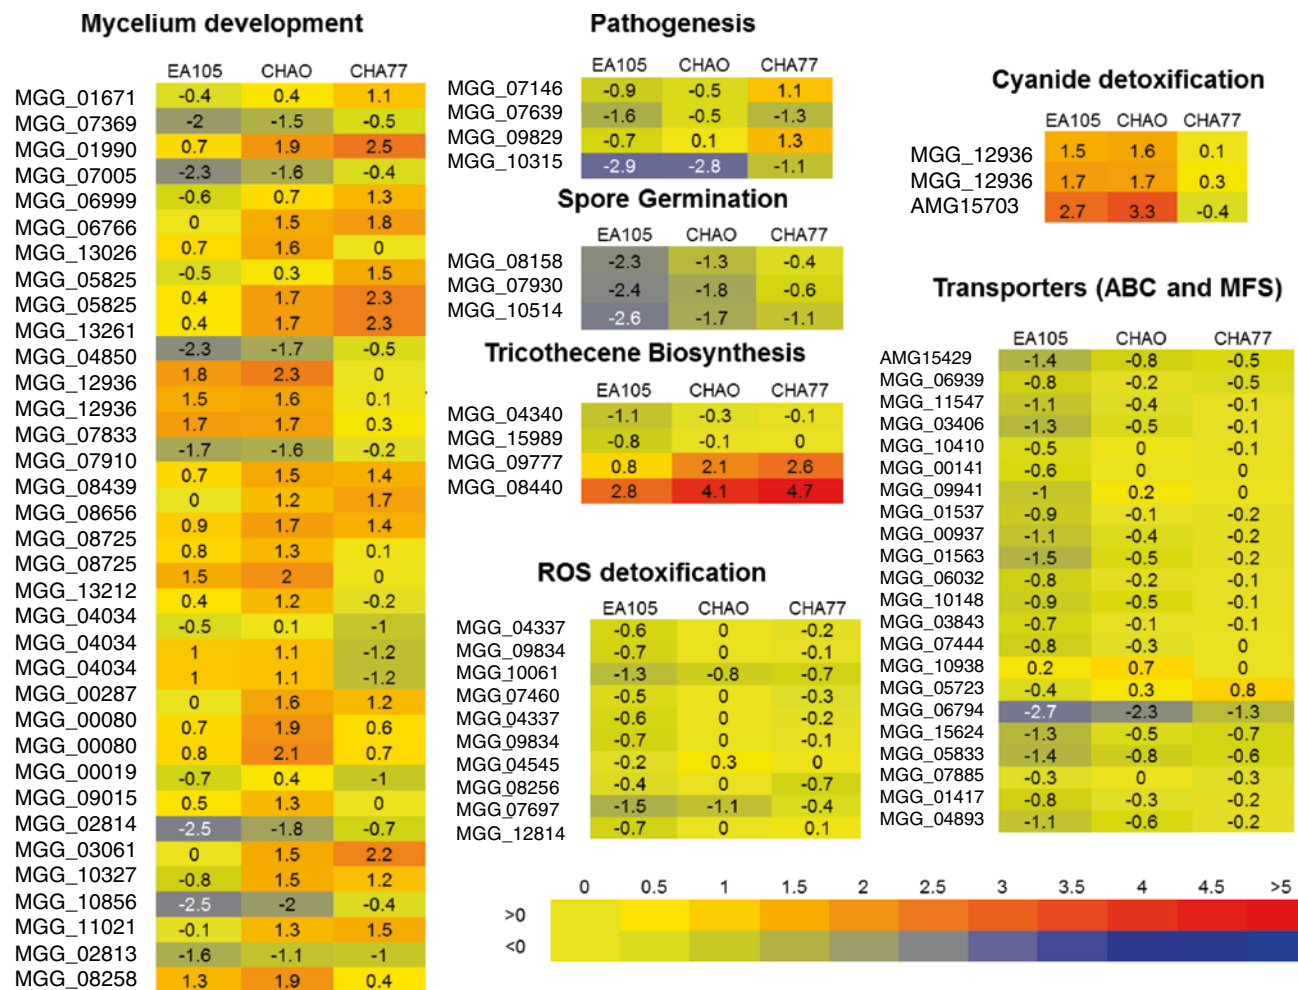 Mycelium development
EA105 CHAO CHA77
MGG_01671 -0.4 0.4 1.1
MGG_07369 -2 -1.5 -0.5
MGG_01990 0.7 1.9 2.5
MGG_07005 -2.3 -1.6 -0.4
MGG_06999 -0.6 0.7 1.3
MGG_06766 0 1.5 1.8
MGG_13026 0.7 1.6 0
MGG_05825 -0.5 0.3 1.5
MGG_05825 0.4 1.7 2.3
MGG_13261 0.4 1.7 2.3
MGG_04850 -2.3 -1.7 -0.5
MGG_12936 1.8 2.3 0
MGG_12936 1.5 1.6 0.1
MGG_07833 1.7 1.7 0.3
MGG_07910 -1.7 -1.6 -0.2
MGG_08439 0.7 1.5 1.4
MGG_08656 0 1.2 1.7
MGG_08725 0.9 1.7 1.4
MGG_08725 0.8 1.3 0.1
1.5 2 0
MGG_13212 0.4 1.2 -0.2
MGG_04034 -0.5 0.1 -1
MGG_04034 1 1.1 -1.2
MGG_04034 1 1.1 -1.2
MGG_00287 0 1.6 1.2
MGG_00080 0.7 1.9 0.6
MGG_00080 0.8 2.1 0.7
MGG_00019 -0.7 0.4 -1
MGG_09015 0.5 1.3 0
MGG_02814 -2.5 -1.8 -0.7
MGG_03061 0 1.5 2.2
MGG_10327 -0.8 1.5 1.2
MGG_10856 -2.5 -2 -0.4
MGG_11021 -0.1 1.3 1.5
MGG_02813 -1.6 -1.1 -1
MGG_08258 1.3 1.9 0.4
Pathogenesis
EA105 CHAO CHA77
MGG_07146 -0.9 -0.5 1.1
MGG_07639 -1.6 -0.5 -1.3
MGG_09829 -0.7 0.1 1.3
MGG_10315 -2.9 -2.8 -1.1
Spore Germination
EA105 CHAO CHA77
MGG_08158 -2.3 -1.3 -0.4
MGG_07930 -2.4 -1.8 -0.6
MGG_10514 -2.6 -1.7 -1.1
Tricothecene Biosynthesis
EA105 CHAO CHA77
MGG_04340 -1.1 -0.3 -0.1
MGG_15989 -0.8 -0.1 0
MGG_09777 0.8 2.1 2.6
MGG_08440 2.8 4.1 4.7
ROS detoxification
EA105 CHAO CHA77
MGG_04337 -0.6 0 -0.2
MGG_09834 -0.7 0 -0.1
MGG_10061 -1.3 -0.8 -0.7
MGG_07460 -0.5 0 -0.3
MGG_04337 -0.6 0 -0.2
MGG_09834 -0.7 0 -0.1
MGG_04545 -0.2 0.3 0
MGG_08256 -0.4 0 -0.7
MGG_07697 -1.5 -1.1 -0.4
MGG_12814 -0.7 0 0.1
Cyanide detoxification
EA105 CHAO CHA77
MGG_12936 1.5 1.6 0.1
MGG_12936 1.7 1.7 0.3
AMG15703 2.7 3.3 -0.4
Transporters (ABC and MFS)
EA105 CHAO CHA77
AMG15429 -1.4 -0.8 -0.5
MGG_06939 -0.8 -0.2 -0.5
MGG_11547 -1.1 -0.4 -0.1
MGG_03406 -1.3 -0.5 -0.1
MGG_10410 -0.5 0 -0.1
MGG_00141 -0.6 0 0
MGG_09941 -1 0.2 0
MGG_01537 -0.9 -0.1 -0.2
MGG_00937 -1.1 -0.4 -0.2
MGG_01563 -1.5 -0.5 -0.2
MGG_06032 -0.8 -0.2 -0.1
MGG_10148 -0.9 -0.5 -0.1
MGG_03843 -0.7 -0.1 -0.1
MGG_07444 -0.8 -0.3 0
MGG_10938 0.2 0.7 0
MGG_05723 -0.4 0.3 0.8
MGG_06794 -2.7 -2.3 -1.3
MGG_15624 -1.3 -0.5 -0.7
MGG_05833 -1.4 -0.8 -0.6
MGG_07885 -0.3 0 -0.3
MGG_01417 -0.8 -0.3 -0.2
MGG_04893 -1.1 -0.6 -0.2
0 0.5 1 1.5 2 2.5 3 3.5 4 4.5 >5
>0
<0